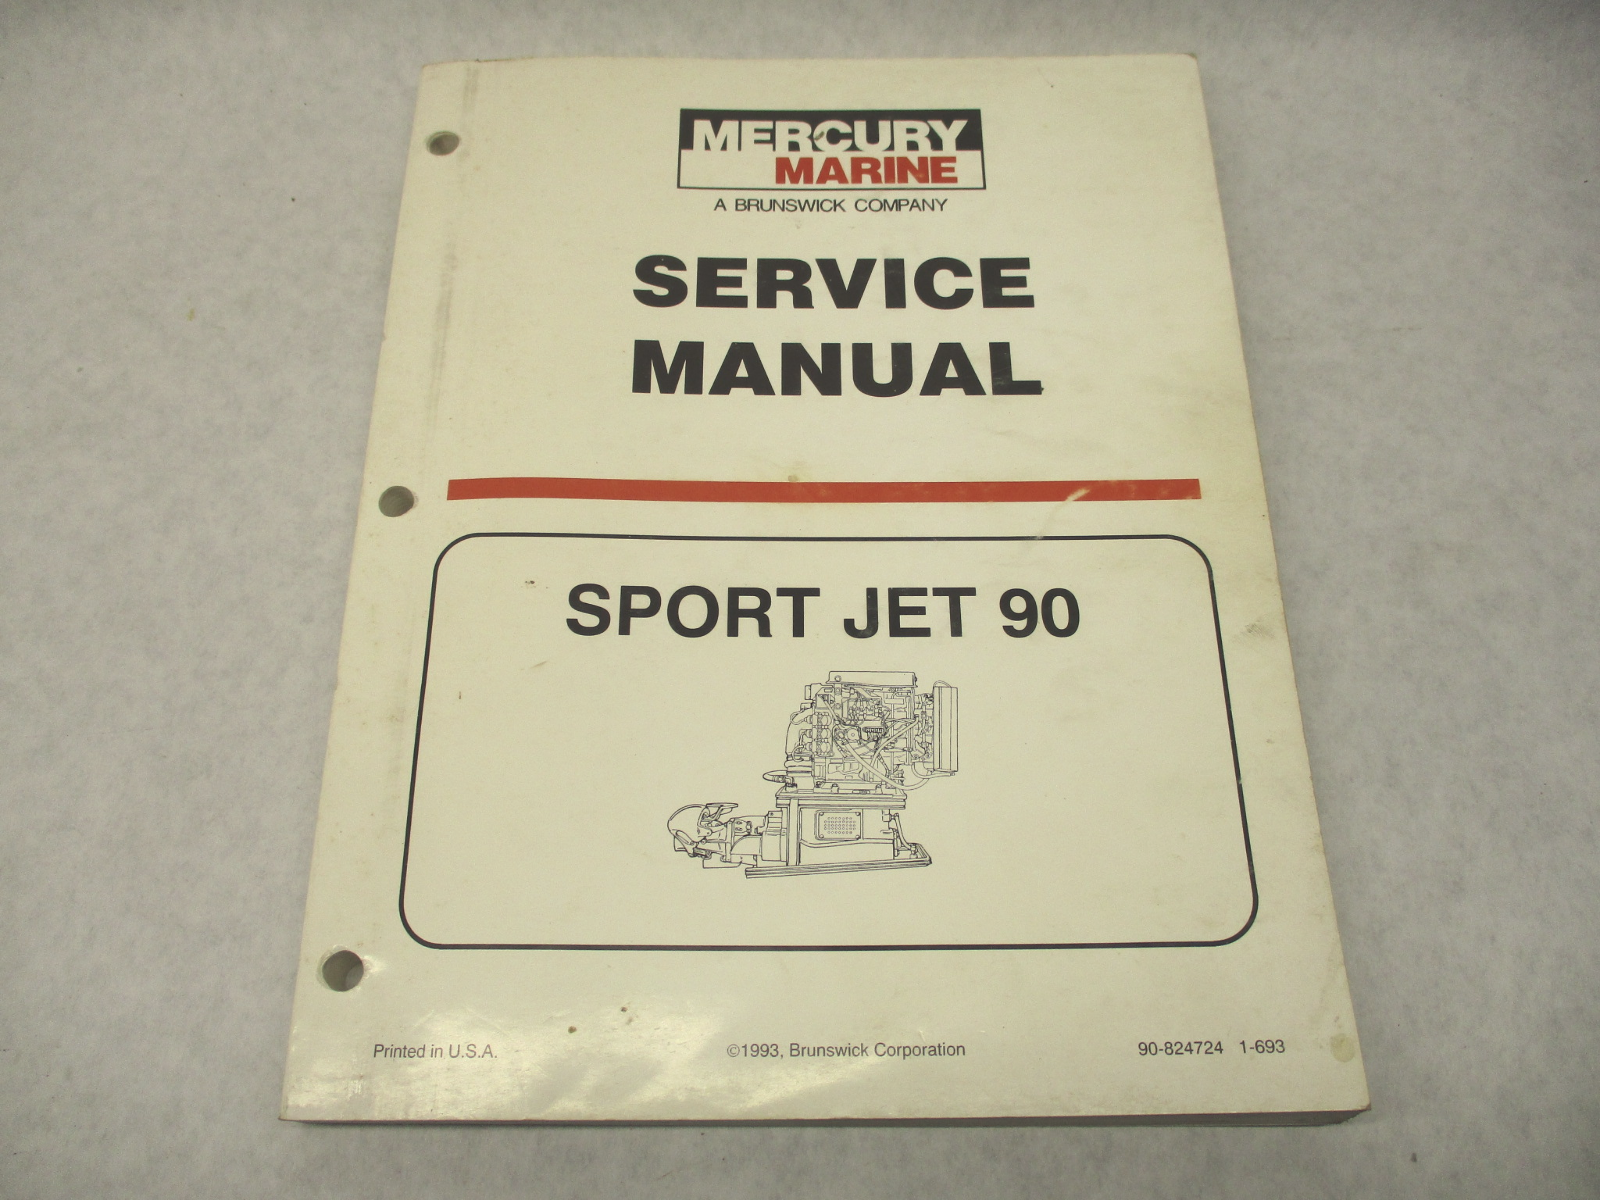 MERCURY
MARINE
A BRUNSWICK COMPANY
SERVICE
MANUAL
SPORT JET 90
Printed in U.S.A.
©1993, Brunswick Corporation
90-824724 1-693